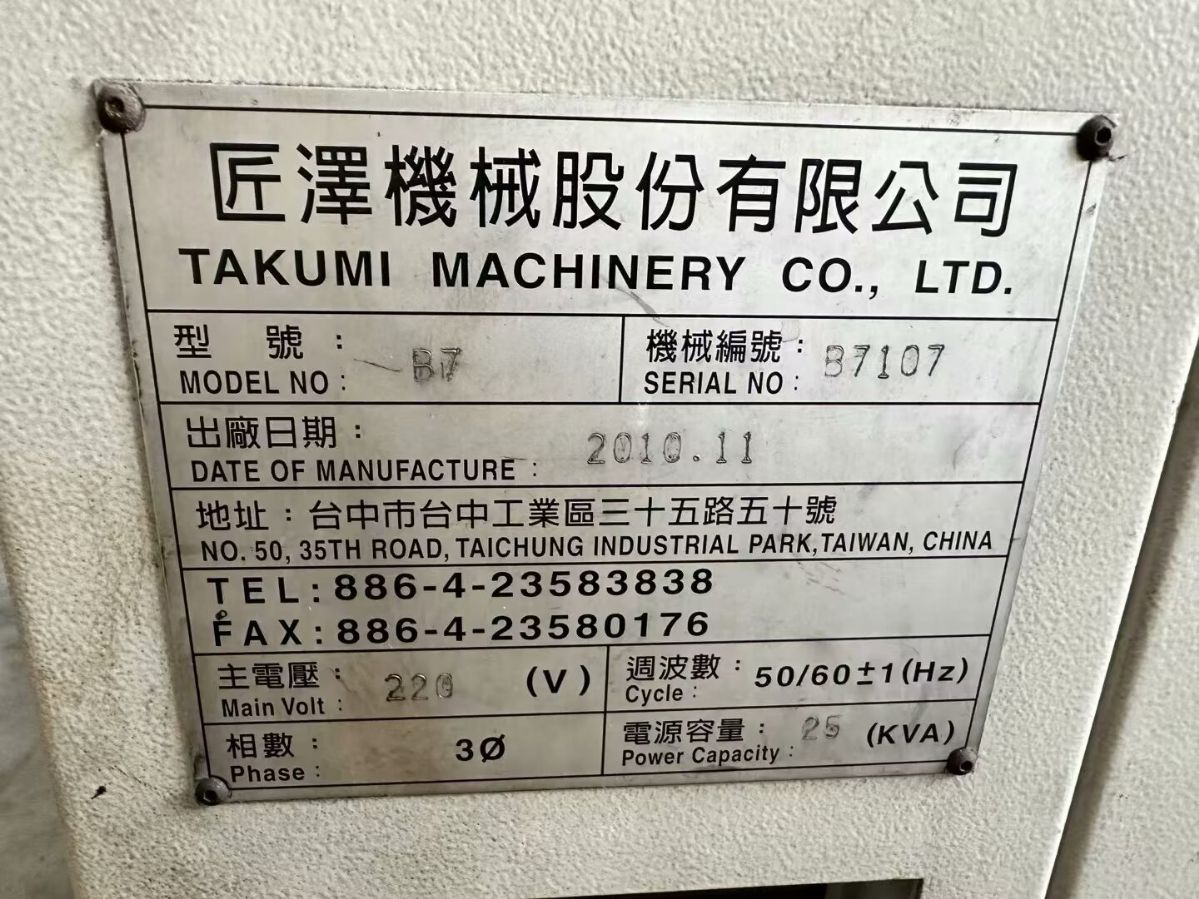 匠澤機械股份有限公司
TAKUMI MACHINERY CO., LTD.
型 號：
MODEL NO： B7
機械編號：
SERIAL NO： B7107
出廠日期：
DATE OF MANUFACTURE： 2010.11
地址：台中市台中工業區三十五路五十號
NO. 50, 35TH ROAD, TAICHUNG INDUSTRIAL PARK, TAIWAN, CHINA
TEL: 886-4-23583838
FAX: 886-4-23580176
主電壓： 220 (V)
Main Volt：
週波數： 50/60±1(Hz)
Cycle：
相數： 3Ø
Phase：
電源容量： 25 (KVA)
Power Capacity：